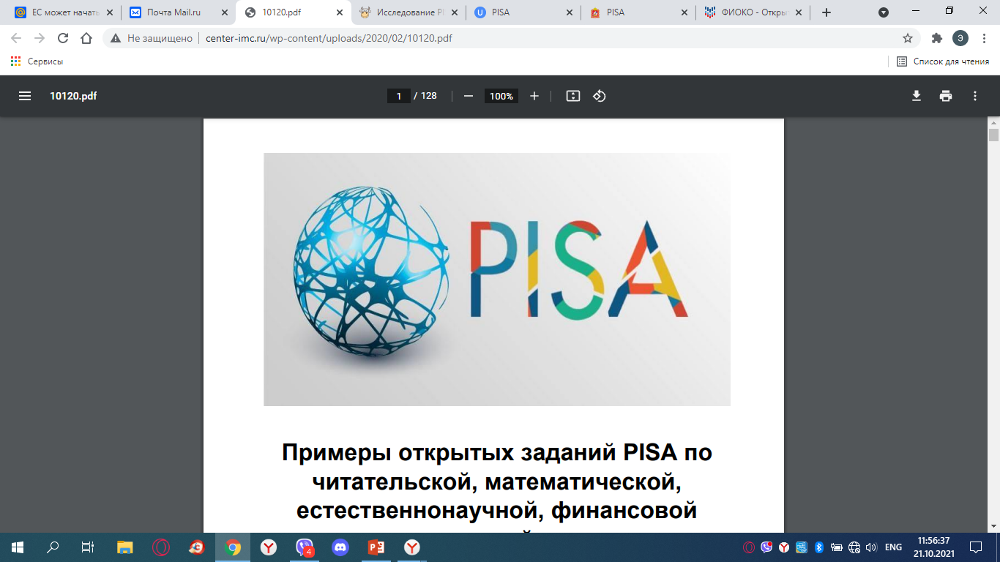 ЕС может начать
Почта Mail.ru
10120.pdf
Исследование PI
PISA
PISA
ФИОКО - Откры
Не защищено
center-imc.ru/wp-content/uploads/2020/02/10120.pdf
Э
Сервисы
Список для чтения
10120.pdf
1 / 128
100%
PISA
Примеры открытых заданий PISA по
читательской, математической,
естественнонаучной, финансовой
4
ENG
11:56:37
21.10.2021